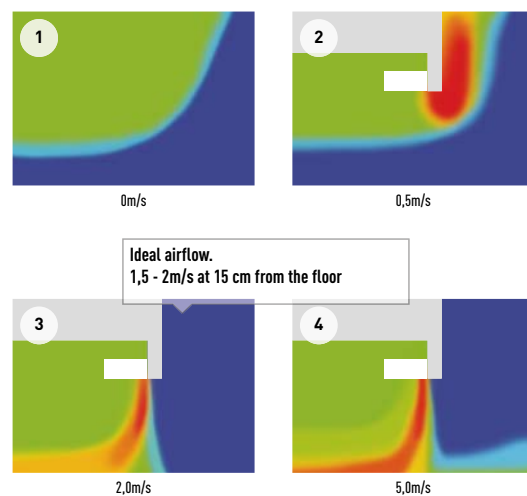 1
2
0m/s
0,5m/s
Ideal airflow.
1,5 - 2m/s at 15 cm from the floor
3
4
2,0m/s
5,0m/s